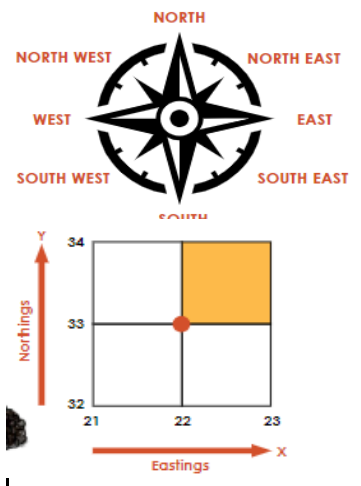 NORTH
NORTH WEST
NORTH EAST
WEST
EAST
SOUTH WEST
SOUTH EAST
SOUTH
Y
34
33
32
Northings
21 22 23
X
Eastings